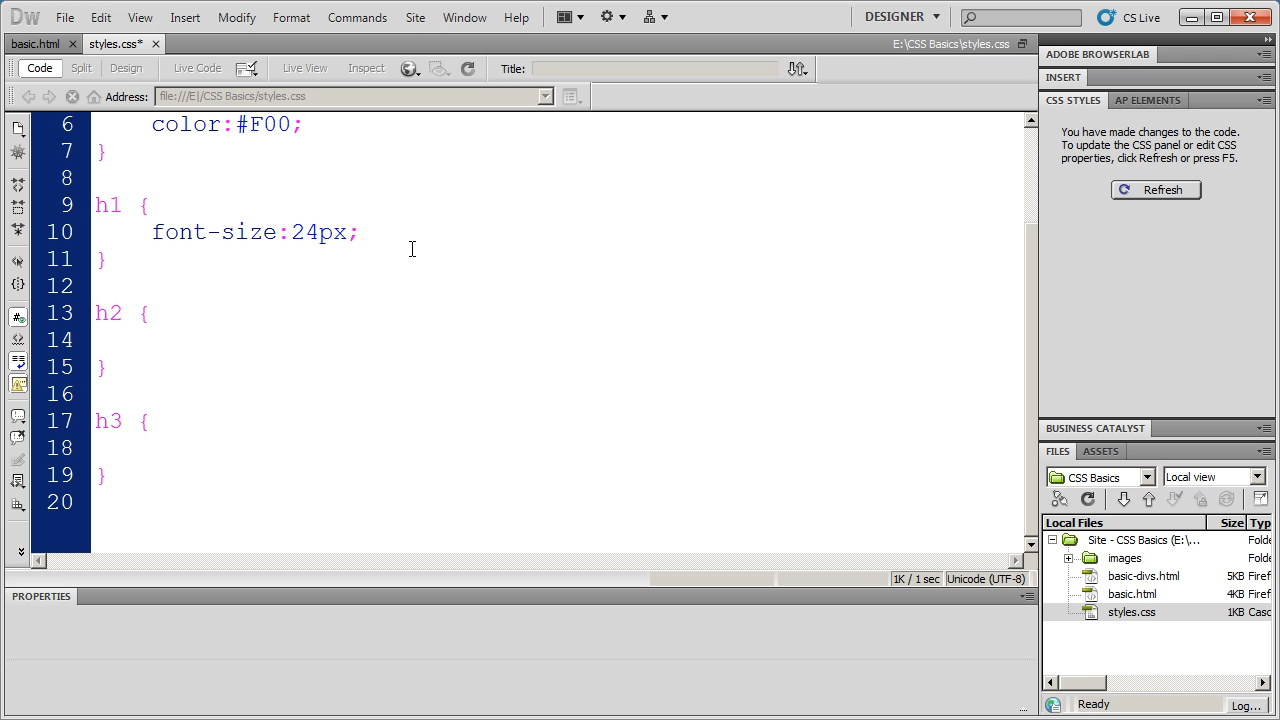 Dw File Edit View Insert Modify Format Commands Site Window Help DESIGNER CS Live
basic.html styles.css* E:\CSS Basics\styles.css
Code Split Design Live Code Live View Inspect Title:
Address: file:///E|/CSS Basics/styles.css
6 color:#F00;
7 }
8
9 h1 {
10 font-size:24px;
11 }
12
13 h2 {
14
15 }
16
17 h3 {
18
19 }
20
1K / 1 sec Unicode (UTF-8)
PROPERTIES
ADOBE BROWSERLAB
INSERT
CSS STYLES AP ELEMENTS
You have made changes to the code.
To update the CSS panel or edit CSS
properties, click Refresh or press F5.
Refresh
BUSINESS CATALYST
FILES ASSETS
CSS Basics Local view
Local Files Size Typ
Site - CSS Basics (E:\... Folde
images Folde
basic-divs.html 5KB Firef
basic.html 4KB Firef
styles.css 1KB Casc
Ready Log...